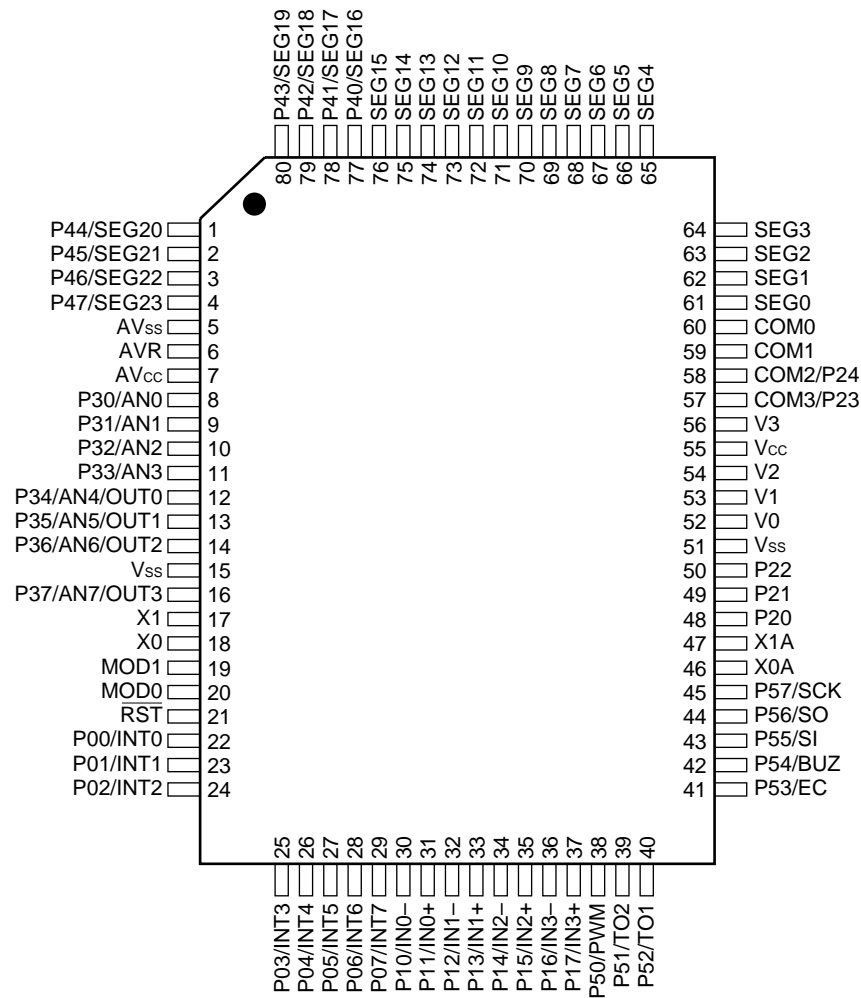 80 P43/SEG19
79 P42/SEG18
78 P41/SEG17
77 P40/SEG16
76 SEG15
75 SEG14
74 SEG13
73 SEG12
72 SEG11
71 SEG10
70 SEG9
69 SEG8
68 SEG7
67 SEG6
66 SEG5
65 SEG4
P44/SEG20 1
P45/SEG21 2
P46/SEG22 3
P47/SEG23 4
AVss 5
AVR 6
AVcc 7
P30/AN0 8
P31/AN1 9
P32/AN2 10
P33/AN3 11
P34/AN4/OUT0 12
P35/AN5/OUT1 13
P36/AN6/OUT2 14
Vss 15
P37/AN7/OUT3 16
X1 17
X0 18
MOD1 19
MOD0 20
RST 21
P00/INT0 22
P01/INT1 23
P02/INT2 24
64 SEG3
63 SEG2
62 SEG1
61 SEG0
60 COM0
59 COM1
58 COM2/P24
57 COM3/P23
56 V3
55 Vcc
54 V2
53 V1
52 V0
51 Vss
50 P22
49 P21
48 P20
47 X1A
46 X0A
45 P57/SCK
44 P56/SO
43 P55/SI
42 P54/BUZ
41 P53/EC
P03/INT3 25
P04/INT4 26
P05/INT5 27
P06/INT6 28
P07/INT7 29
P10/IN0– 30
P11/IN0+ 31
P12/IN1– 32
P13/IN1+ 33
P14/IN2– 34
P15/IN2+ 35
P16/IN3– 36
P17/IN3+ 37
P50/PWM 38
P51/TO2 39
P52/TO1 40